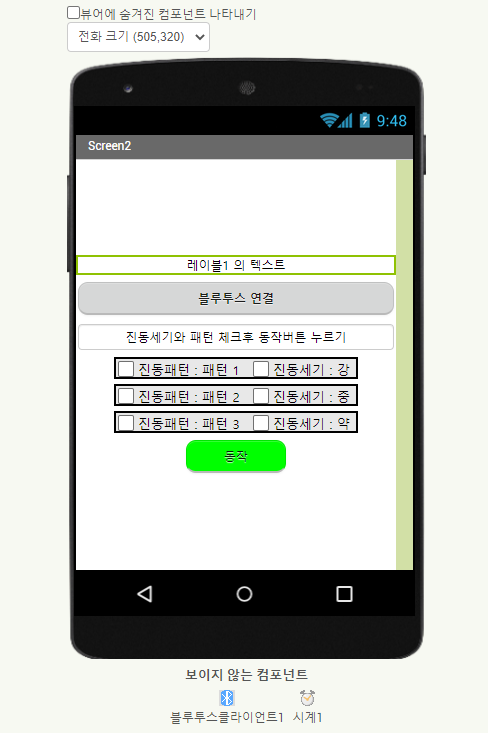 뷰어에 숨겨진 컴포넌트 나타내기
전화 크기 (505,320)
9:48
Screen2
레이블1 의 텍스트
블루투스 연결
진동세기와 패턴 체크후 동작버튼 누르기
진동패턴 : 패턴 1 진동세기 : 강
진동패턴 : 패턴 2 진동세기 : 중
진동패턴 : 패턴 3 진동세기 : 약
동작
보이지 않는 컴포넌트
블루투스클라이언트1 시계1